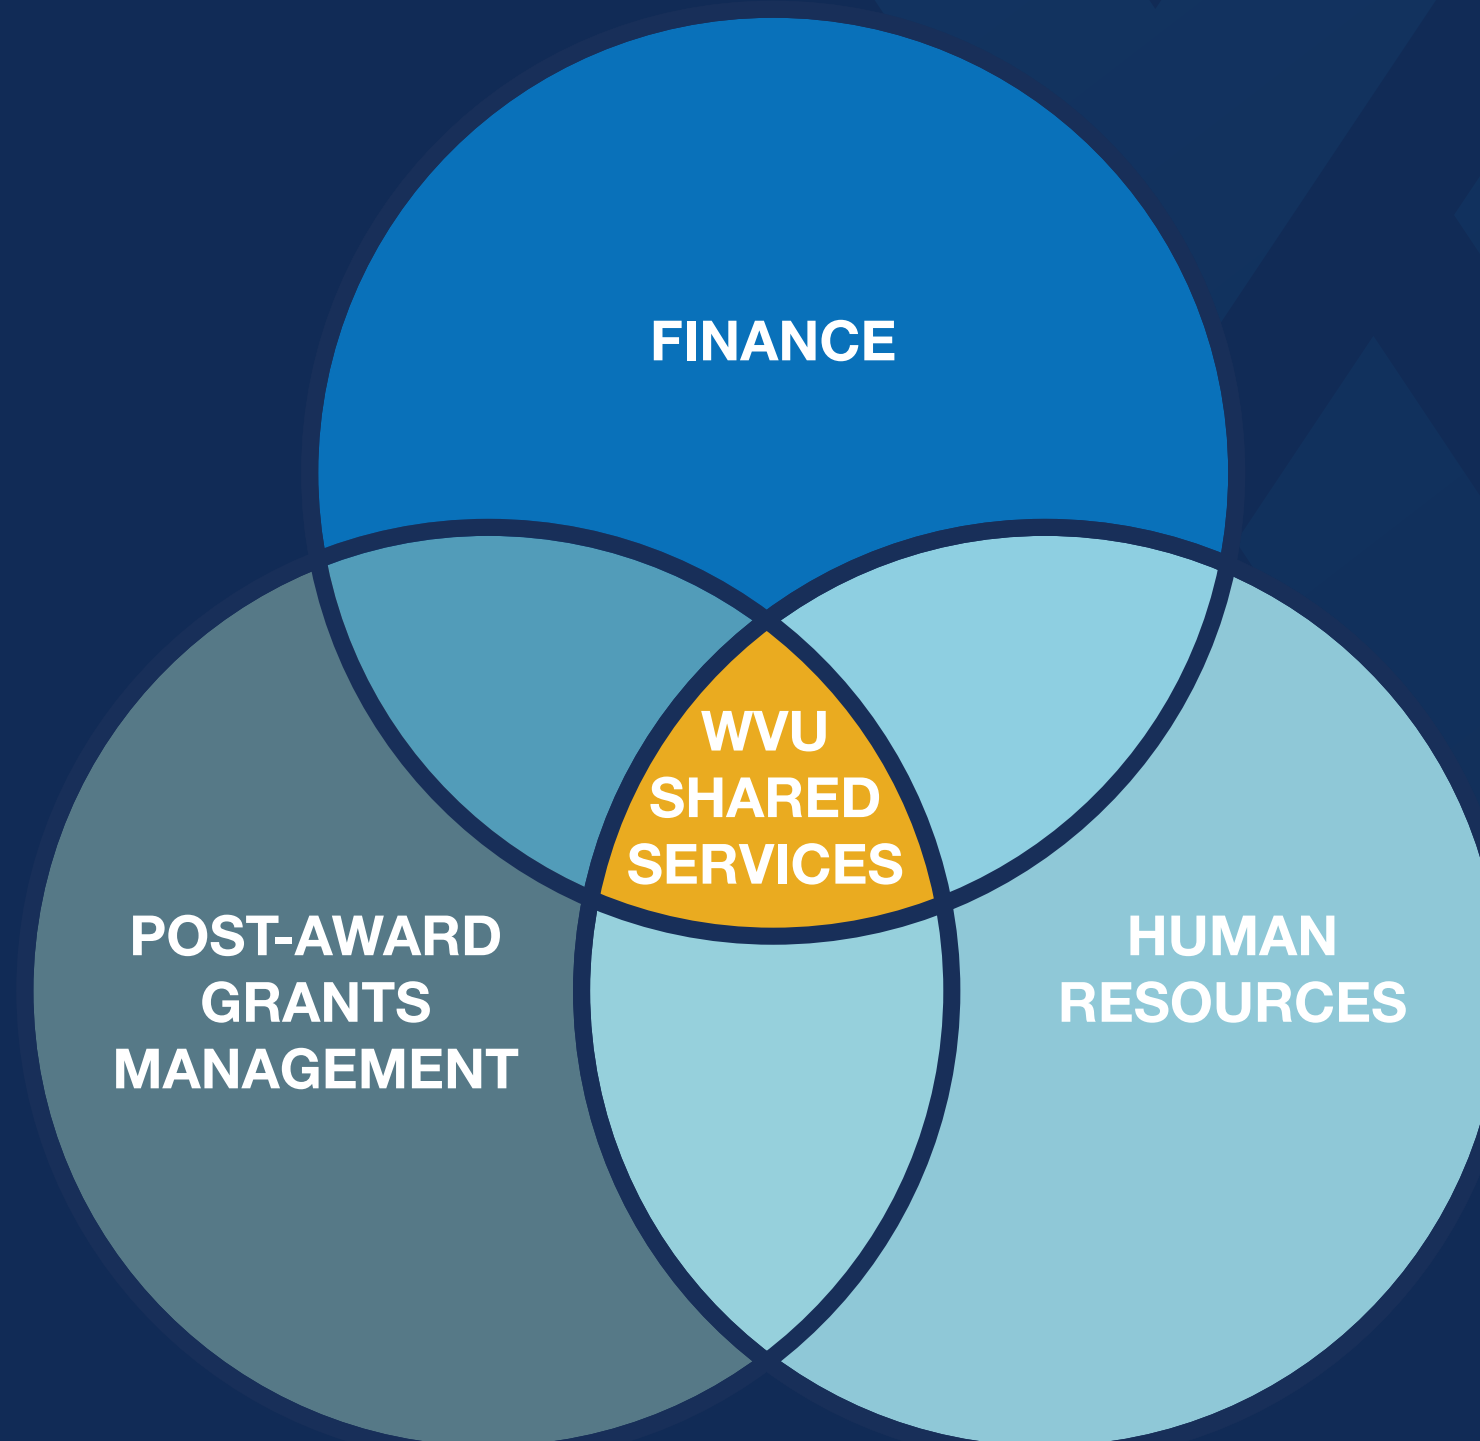 FINANCE
WVU
SHARED
SERVICES
POST-AWARD
GRANTS
MANAGEMENT
HUMAN
RESOURCES